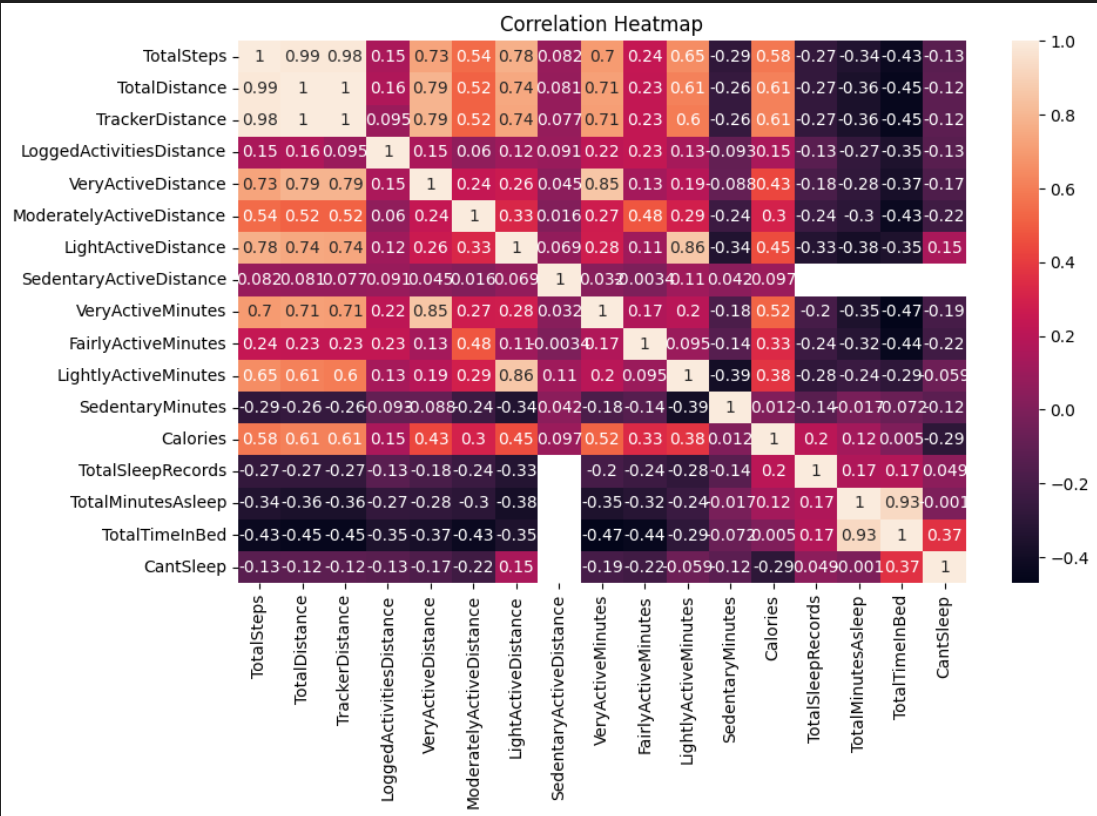 Correlation Heatmap
TotalSteps 1 0.99 0.98 0.15 0.73 0.54 0.78 0.082 0.7 0.24 0.65 -0.29 0.58 -0.27 -0.34 -0.43 -0.13
TotalDistance 0.99 1 1 0.16 0.79 0.52 0.74 0.081 0.71 0.23 0.61 -0.26 0.61 -0.27 -0.36 -0.45 -0.12
TrackerDistance 0.98 1 1 0.095 0.79 0.52 0.74 0.077 0.71 0.23 0.6 -0.26 0.61 -0.27 -0.36 -0.45 -0.12
LoggedActivitiesDistance 0.15 0.16 0.095 1 0.15 0.06 0.12 0.091 0.22 0.23 0.13 -0.093 0.15 -0.13 -0.27 -0.35 -0.13
VeryActiveDistance 0.73 0.79 0.79 0.15 1 0.24 0.26 0.045 0.85 0.13 0.19 -0.088 0.43 -0.18 -0.28 -0.37 -0.17
ModeratelyActiveDistance 0.54 0.52 0.52 0.06 0.24 1 0.33 0.016 0.27 0.48 0.29 -0.24 0.3 -0.24 -0.3 -0.43 -0.22
LightActiveDistance 0.78 0.74 0.74 0.12 0.26 0.33 1 0.069 0.28 0.11 0.86 -0.34 0.45 -0.33 -0.38 -0.35 0.15
SedentaryActiveDistance 0.082 0.081 0.077 0.091 0.045 0.016 0.069 1 0.032 -0.0034 0.11 0.042 0.097
VeryActiveMinutes 0.7 0.71 0.71 0.22 0.85 0.27 0.28 0.032 1 0.17 0.2 -0.18 0.52 -0.2 -0.35 -0.47 -0.19
FairlyActiveMinutes 0.24 0.23 0.23 0.23 0.13 0.48 0.11 -0.0034 0.17 1 0.095 -0.14 0.33 -0.24 -0.32 -0.44 -0.22
LightlyActiveMinutes 0.65 0.61 0.6 0.13 0.19 0.29 0.86 0.11 0.2 0.095 1 -0.39 0.38 -0.28 -0.24 -0.29 -0.059
SedentaryMinutes -0.29 -0.26 -0.26 -0.093 -0.088 -0.24 -0.34 0.042 -0.18 -0.14 -0.39 1 0.012 -0.14 -0.017 -0.072 -0.12
Calories 0.58 0.61 0.61 0.15 0.43 0.3 0.45 0.097 0.52 0.33 0.38 0.012 1 0.2 0.12 0.005 -0.29
TotalSleepRecords -0.27 -0.27 -0.27 -0.13 -0.18 -0.24 -0.33 -0.2 -0.24 -0.28 -0.14 0.2 1 0.17 0.17 0.049
TotalMinutesAsleep -0.34 -0.36 -0.36 -0.27 -0.28 -0.3 -0.38 -0.35 -0.32 -0.24 -0.017 0.12 0.17 1 0.93
TotalTimeInBed -0.43 -0.45 -0.45 -0.35 -0.37 -0.43 -0.35 -0.47 -0.44 -0.29 -0.072 0.005 0.17 0.93 1 0.37
CantSleep -0.13 -0.12 -0.12 -0.13 -0.17 -0.22 0.15 -0.19 -0.22 -0.059 -0.12 -0.29 0.049 0.37 1
TotalSteps
TotalDistance
TrackerDistance
LoggedActivitiesDistance
VeryActiveDistance
ModeratelyActiveDistance
LightActiveDistance
SedentaryActiveDistance
VeryActiveMinutes
FairlyActiveMinutes
LightlyActiveMinutes
SedentaryMinutes
Calories
TotalSleepRecords
TotalMinutesAsleep
TotalTimeInBed
CantSleep
1.0
0.8
0.6
0.4
0.2
0.0
−0.2
−0.4